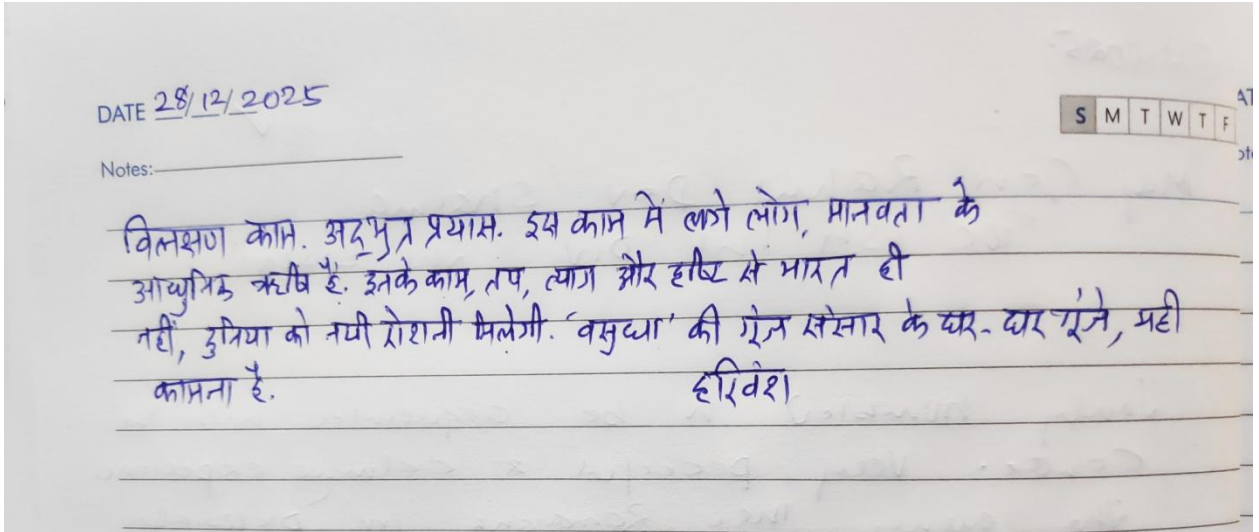 DATE 28/12/2025
S M T W T F
Notes:
विलक्षण काम. अद्भुत प्रयास. इस काम में लगे लोग, मानवता के
आधुनिक ऋषि हैं. इनके काम, तप, त्याग और दृष्टि से भारत ही
नहीं, दुनिया को नयी रोशनी मिलेगी. 'वसुधा' की गूंज संसार के घर-घर गूंजे, यही
कामना है.
हरिवंश